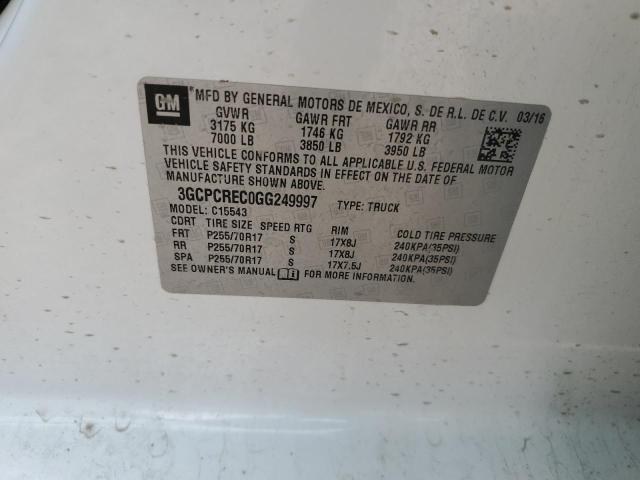 GM *MFD BY GENERAL MOTORS DE MEXICO, S. DE R.L. DE C.V. 03/16
GVWR GAWR FRT GAWR RR
3175 KG 1746 KG 1792 KG
7000 LB 3850 LB 3950 LB
THIS VEHICLE CONFORMS TO ALL APPLICABLE U.S. FEDERAL MOTOR
VEHICLE SAFETY STANDARDS IN EFFECT ON THE DATE OF
MANUFACTURE SHOWN ABOVE.
3GCPCREC0GG249997 TYPE: TRUCK
MODEL: C15543
CDRT TIRE SIZE SPEED RTG RIM COLD TIRE PRESSURE
FRT P255/70R17 S 17X8J 240KPA(35PSI)
RR P255/70R17 S 17X8J 240KPA(35PSI)
SPA P255/70R17 S 17X7.5J 240KPA(35PSI)
SEE OWNER'S MANUAL FOR MORE INFORMATION.